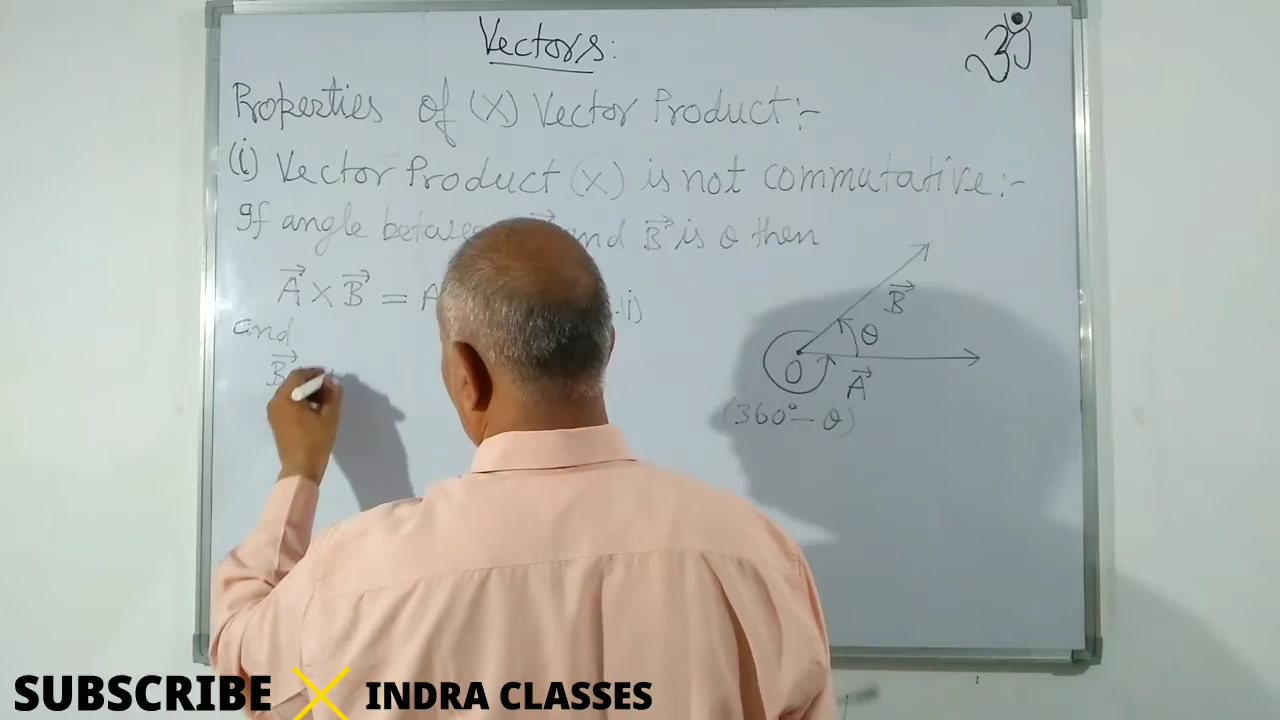 Vectors:
ॐ
Properties of (X) Vector Product:-
(i) Vector Product (X) is not commutative:-
If angle between and B⃗ is θ then
A⃗ × B⃗ = A
i)
and
B⃗
B⃗
θ
O
A⃗
(360° – θ)
SUBSCRIBE
INDRA CLASSES